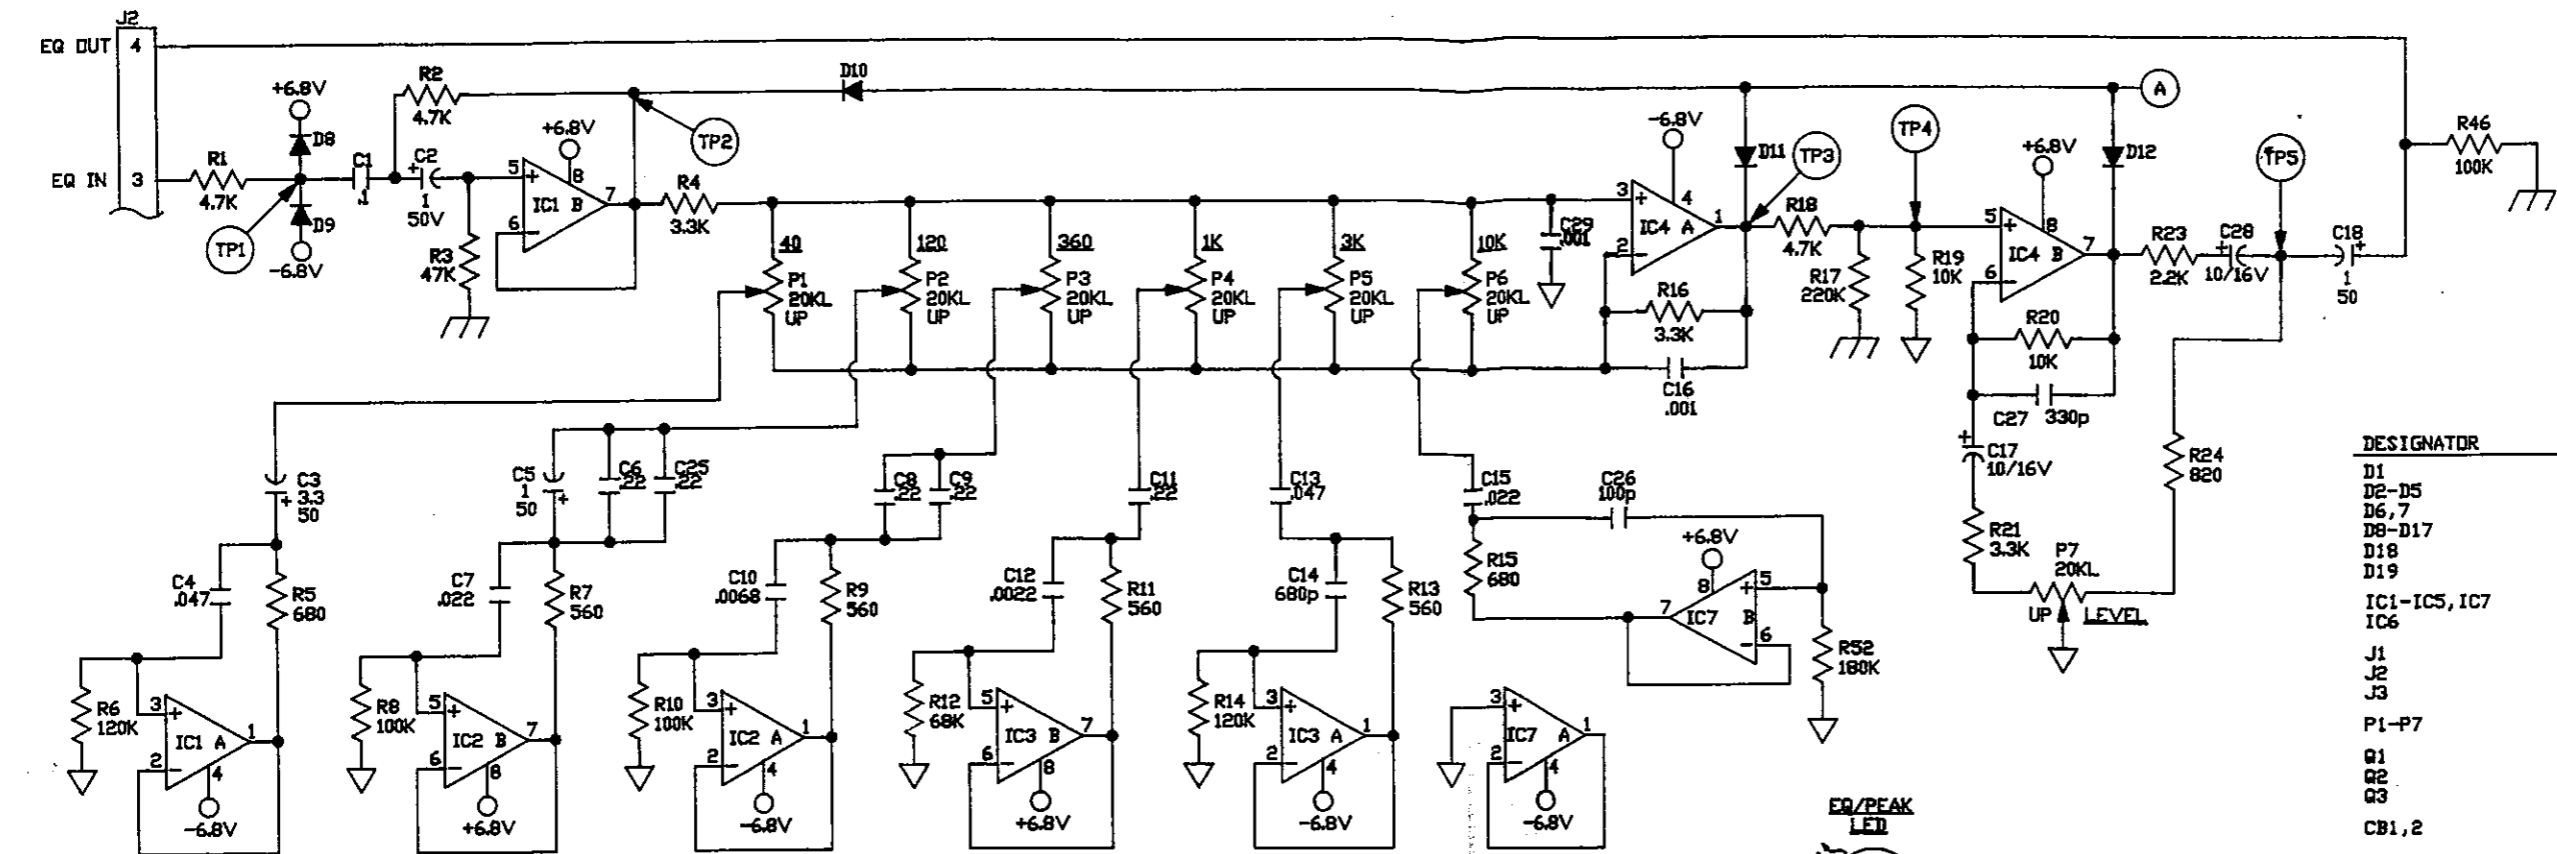 J2
EQ OUT 4
EQ IN 3
R1
4.7K
+6.8V
D8
D9
-6.8V
TP1
C1
.1
R2
4.7K
C2
+
1
50V
R3
47K
+6.8V
5 +
8
IC1 B
7
6 -
TP2
R4
3.3K
D10
40
P1
20KL
UP
120
P2
20KL
UP
360
P3
20KL
UP
1K
P4
20KL
UP
3K
P5
20KL
UP
10K
P6
20KL
UP
C29
.001
-6.8V
3 +
4
IC4 A
1
2 -
R16
3.3K
C16
.001
D11
TP3
R18
4.7K
R17
220K
TP4
R19
10K
+6.8V
5 +
8
IC4 B
7
6 -
R20
10K
C27 330p
D12
A
R23
2.2K
C28
+
10/16V
TP5
C18
+
1
50
R46
100K
+
C17
10/16V
R21
3.3K
P7
20KL
UP LEVEL
R24
820
C3
3.3
+
50
C4
.047
R5
680
R6
120K
3 +
IC1 A
1
2 -
4
-6.8V
C5
1
+
50
C6
.22
C25
.22
C7
.022
R7
560
R8
100K
5 +
IC2 B
7
6 -
8
+6.8V
C8
.22
C9
.22
C10
.0068
R9
560
R10
100K
3 +
IC2 A
1
2 -
4
-6.8V
C11
.22
C12
.0022
R11
560
R12
68K
5 +
IC3 B
7
6 -
8
+6.8V
C13
.047
C14
680p
R13
560
R14
120K
3 +
IC3 A
1
2 -
4
-6.8V
C15
.022
C26
100p
R15
680
+6.8V
8
+ 5
7
IC7 B
- 6
R52
180K
3 +
IC7 A
1
2 -
4
-6.8V
EQ/PEAK
LED
DESIGNATOR
D1
D2-D5
D6,7
D8-D17
D18
D19
IC1-IC5,IC7
IC6
J1
J2
J3
P1-P7
Q1
Q2
Q3
CB1,2